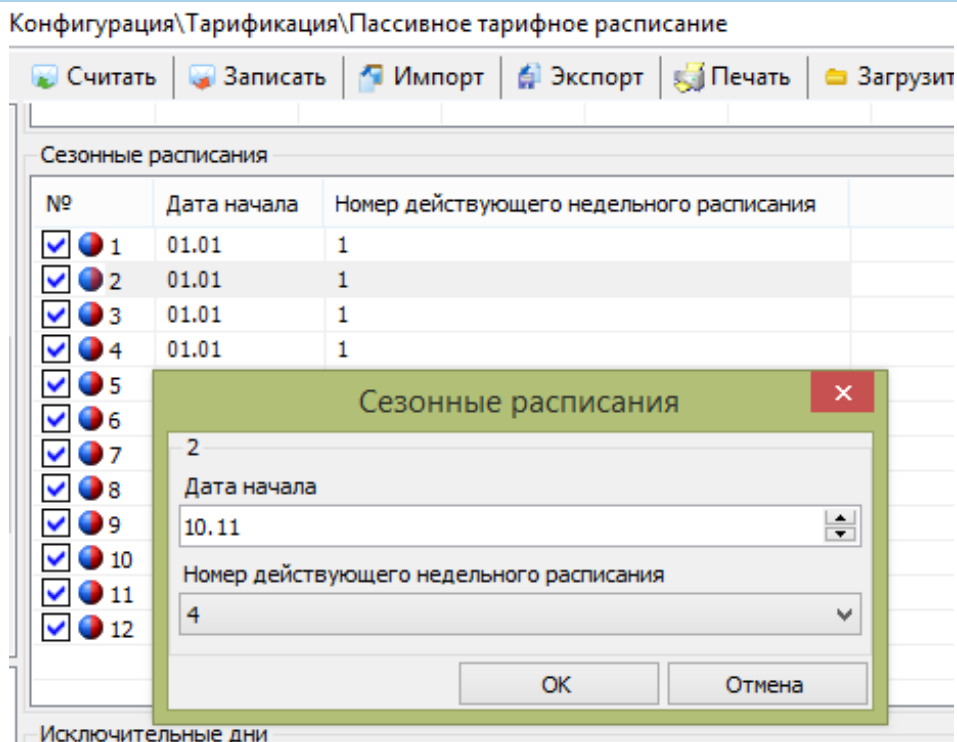 Конфигурация\Тарификация\Пассивное тарифное расписание
Считать Записать Импорт Экспорт Печать Загрузит
Сезонные расписания
№ Дата начала Номер действующего недельного расписания
1 01.01 1
2 01.01 1
3 01.01 1
4 01.01 1
5
6
7
8
9
10
11
12
Сезонные расписания
2
Дата начала
10.11
Номер действующего недельного расписания
4
OK Отмена
Исключительные дни